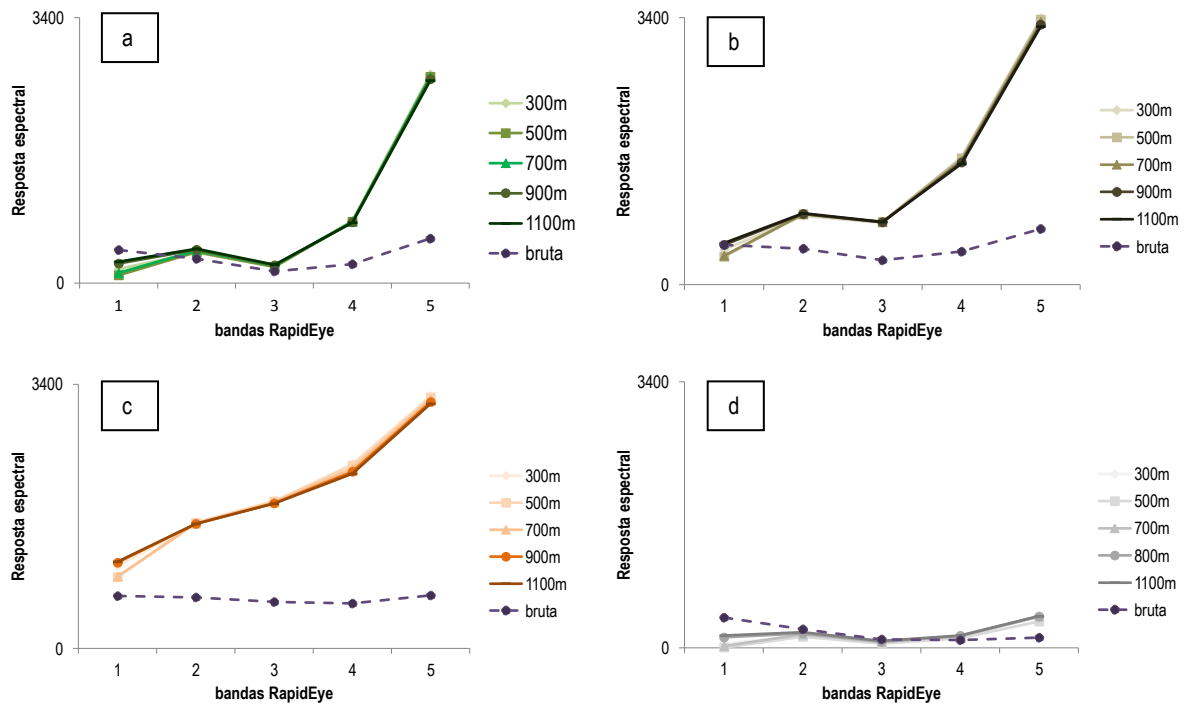 3400
a
Resposta espectral
0
1 2 3 4 5
bandas RapidEye
300m
500m
700m
900m
1100m
bruta
3400
b
Resposta espectral
0
1 2 3 4 5
bandas RapidEye
300m
500m
700m
900m
1100m
bruta
3400
c
Resposta espectral
0
1 2 3 4 5
bandas RapidEye
300m
500m
700m
900m
1100m
bruta
3400
d
Resposta espectral
0
1 2 3 4 5
bandas RapidEye
300m
500m
700m
800m
1100m
bruta